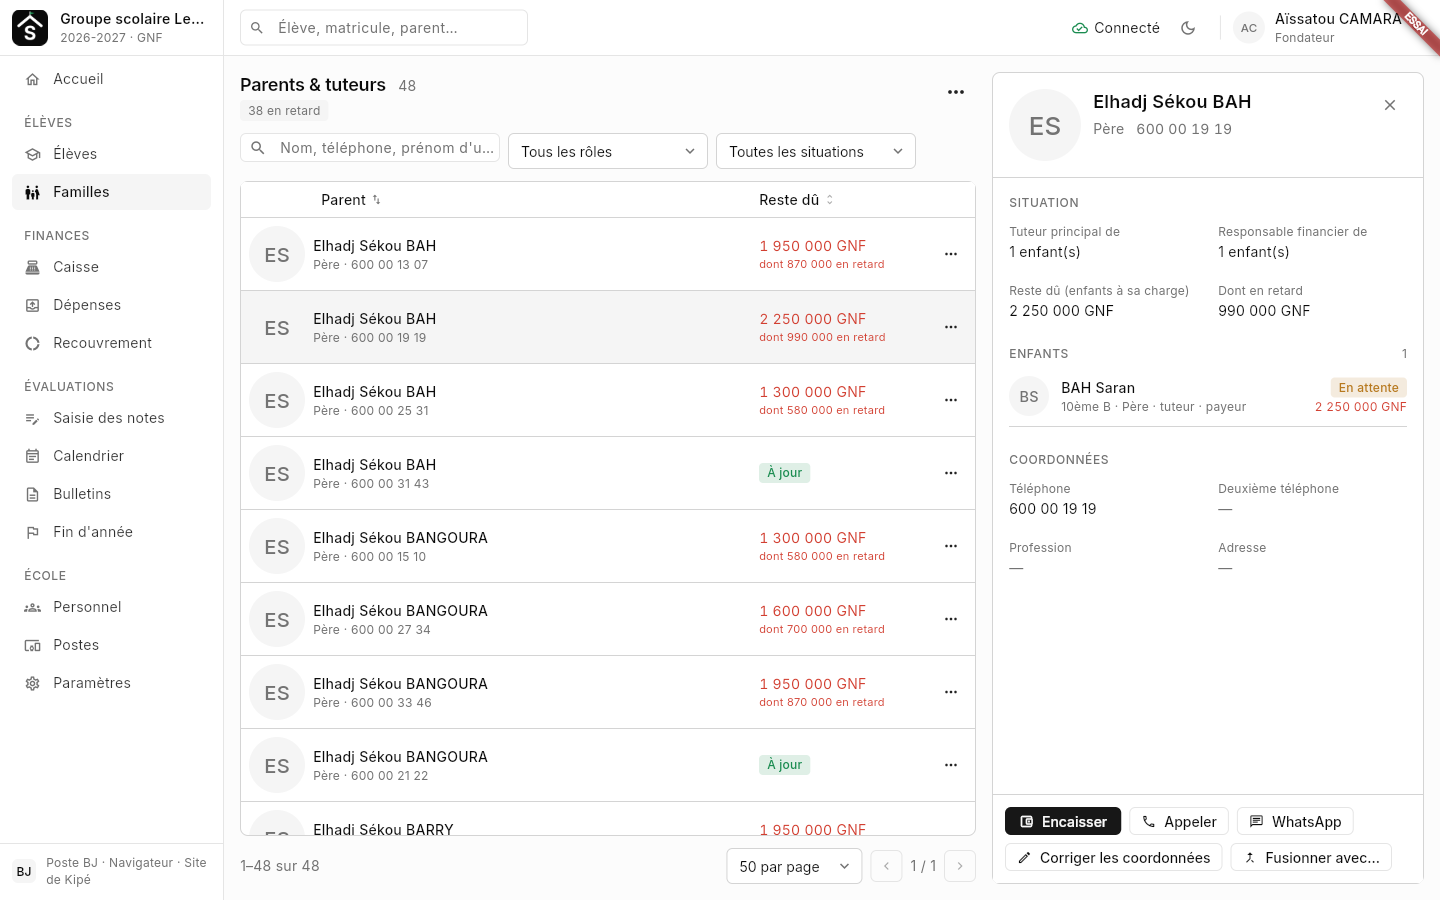 Groupe scolaire Le...
2026-2027 · GNF
Élève, matricule, parent...
Connecté
AC
Aïssatou CAMARA
Fondateur
ESSAI
Accueil
ÉLÈVES
Élèves
Familles
FINANCES
Caisse
Dépenses
Recouvrement
ÉVALUATIONS
Saisie des notes
Calendrier
Bulletins
Fin d'année
ÉCOLE
Personnel
Postes
Paramètres
BJ
Poste BJ · Navigateur · Site
de Kipé
Parents & tuteurs 48
38 en retard
Nom, téléphone, prénom d'u...
Tous les rôles
Toutes les situations
Parent
Reste dû
ES
Elhadj Sékou BAH
Père · 600 00 13 07
1 950 000 GNF
dont 870 000 en retard
ES
Elhadj Sékou BAH
Père · 600 00 19 19
2 250 000 GNF
dont 990 000 en retard
ES
Elhadj Sékou BAH
Père · 600 00 25 31
1 300 000 GNF
dont 580 000 en retard
ES
Elhadj Sékou BAH
Père · 600 00 31 43
À jour
ES
Elhadj Sékou BANGOURA
Père · 600 00 15 10
1 300 000 GNF
dont 580 000 en retard
ES
Elhadj Sékou BANGOURA
Père · 600 00 27 34
1 600 000 GNF
dont 700 000 en retard
ES
Elhadj Sékou BANGOURA
Père · 600 00 33 46
1 950 000 GNF
dont 870 000 en retard
ES
Elhadj Sékou BANGOURA
Père · 600 00 21 22
À jour
ES
Elhadj Sékou BARRY
1 950 000 GNF
1–48 sur 48
50 par page
1 / 1
ES
Elhadj Sékou BAH
Père 600 00 19 19
SITUATION
Tuteur principal de
1 enfant(s)
Responsable financier de
1 enfant(s)
Reste dû (enfants à sa charge)
2 250 000 GNF
Dont en retard
990 000 GNF
ENFANTS 1
BS
BAH Saran
10ème B · Père · tuteur · payeur
En attente
2 250 000 GNF
COORDONNÉES
Téléphone
600 00 19 19
Deuxième téléphone
—
Profession
—
Adresse
—
Encaisser
Appeler
WhatsApp
Corriger les coordonnées
Fusionner avec...